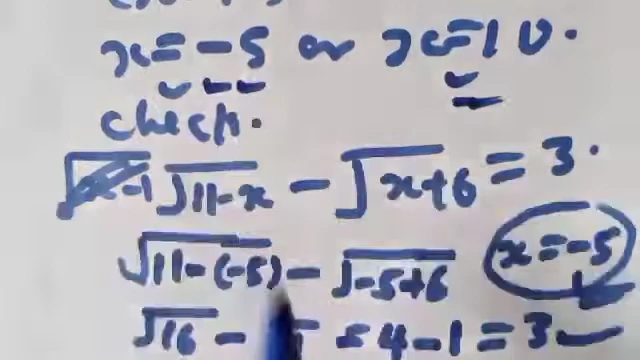 x = -5 or x = 10.
check.
√11-x - √x+6 = 3.
√11-(-5) - √-5+6 x = -5
√16 - = 4-1 = 3